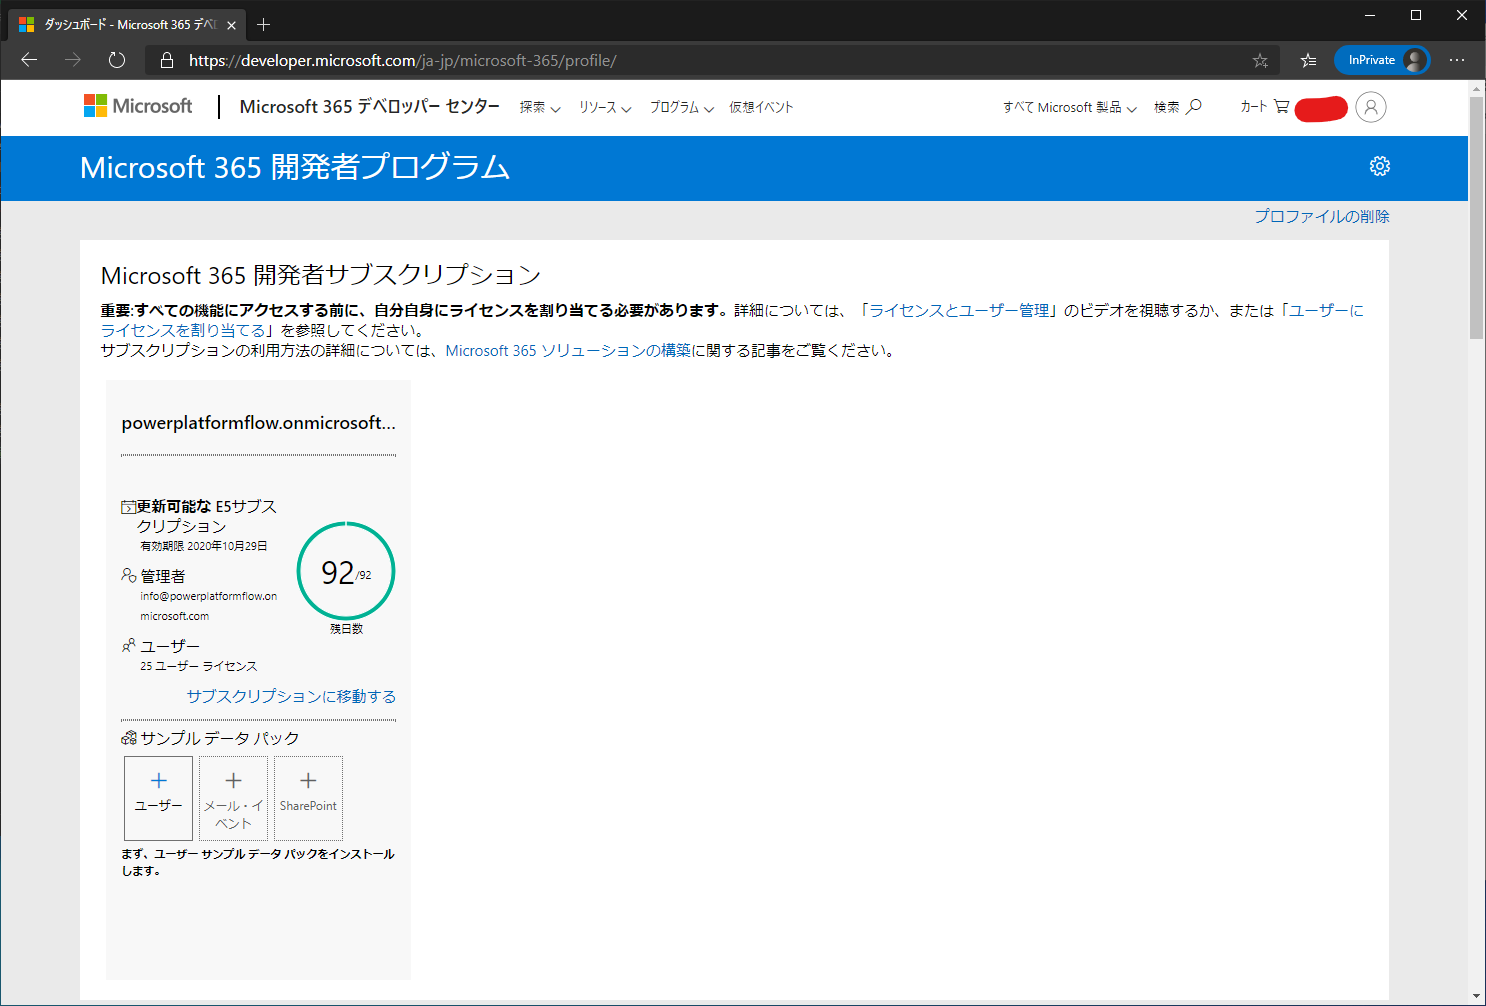 ダッシュボード - Microsoft 365 デベ
https://developer.microsoft.com/ja-jp/microsoft-365/profile/
InPrivate
Microsoft
Microsoft 365 デベロッパー センター
探索
リソース
プログラム
仮想イベント
すべて Microsoft 製品
検索
カート
Microsoft 365 開発者プログラム
プロファイルの削除
Microsoft 365 開発者サブスクリプション
重要:すべての機能にアクセスする前に、自分自身にライセンスを割り当てる必要があります。詳細については、「ライセンスとユーザー管理」のビデオを視聴するか、または「ユーザーに
ライセンスを割り当てる」を参照してください。
サブスクリプションの利用方法の詳細については、Microsoft 365 ソリューションの構築に関する記事をご覧ください。
powerplatformflow.onmicrosoft...
更新可能な E5サブス
クリプション
有効期限 2020年10月29日
管理者
info@powerplatformflow.on
microsoft.com
92/92
残日数
ユーザー
25 ユーザー ライセンス
サブスクリプションに移動する
サンプル データ パック
ユーザー
メール・イ
ベント
SharePoint
まず、ユーザー サンプル データ パックをインストール
します。